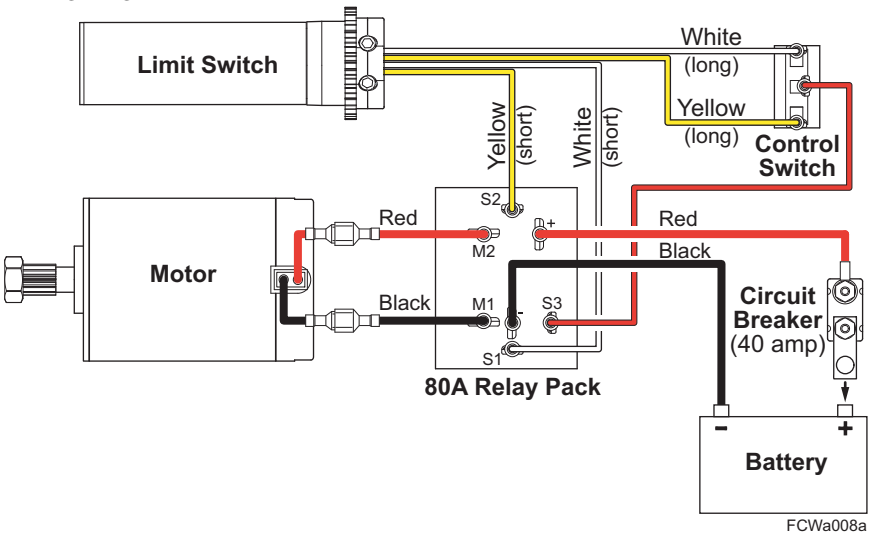 Limit Switch
White
(long)
Yellow
(long)
Control
Switch
Yellow
(short)
White
(short)
S2
+
M2
Red
Red
Black
Motor
Black
M1
-
S3
S1
80A Relay Pack
Circuit
Breaker
(40 amp)
- +
Battery
FCWa008a